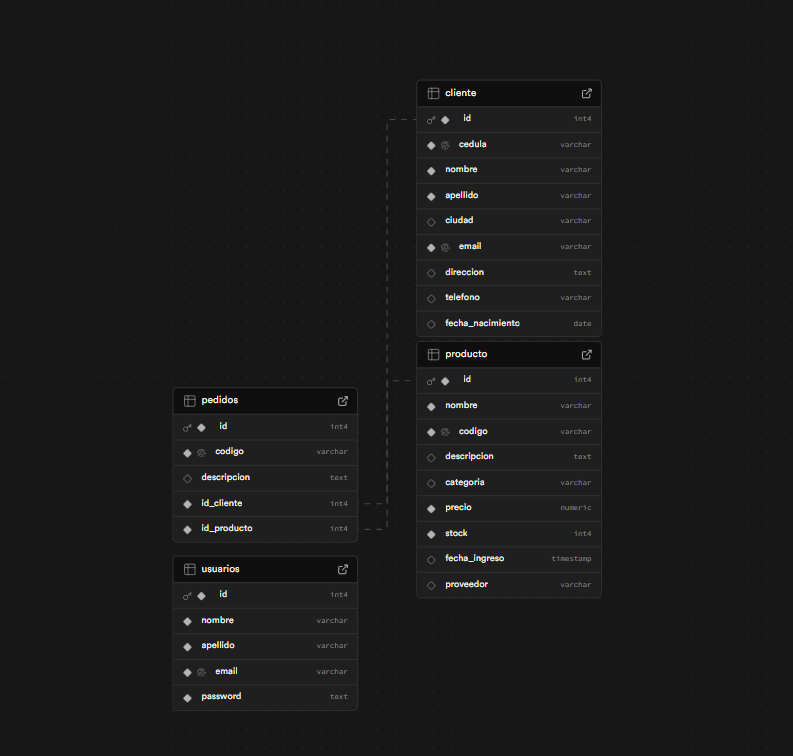 cliente
id int4
cedula varchar
nombre varchar
apellido varchar
ciudad varchar
email varchar
direccion text
telefono varchar
fecha_nacimiento date
producto
id int4
nombre varchar
codigo varchar
descripcion text
categoria varchar
precio numeric
stock int4
fecha_ingreso timestamp
proveedor varchar
pedidos
id int4
codigo varchar
descripcion text
id_cliente int4
id_producto int4
usuarios
id int4
nombre varchar
apellido varchar
email varchar
password text